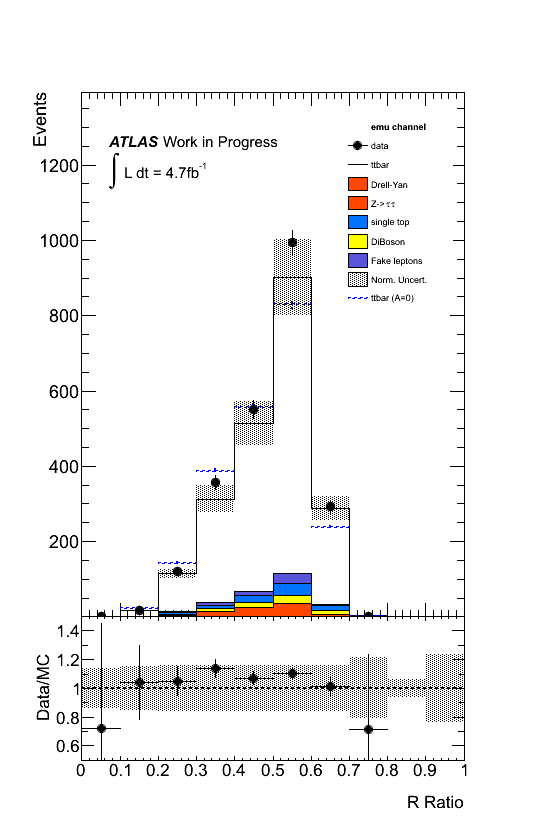 Events
ATLAS Work in Progress
∫ L dt = 4.7fb⁻¹
emu channel
data
ttbar
Drell-Yan
Z->ττ
single top
DiBoson
Fake leptons
Norm. Uncert.
ttbar (A=0)
1200
1000
800
600
400
200
Data/MC
1.4
1.2
1
0.8
0.6
0 0.1 0.2 0.3 0.4 0.5 0.6 0.7 0.8 0.9 1
R Ratio